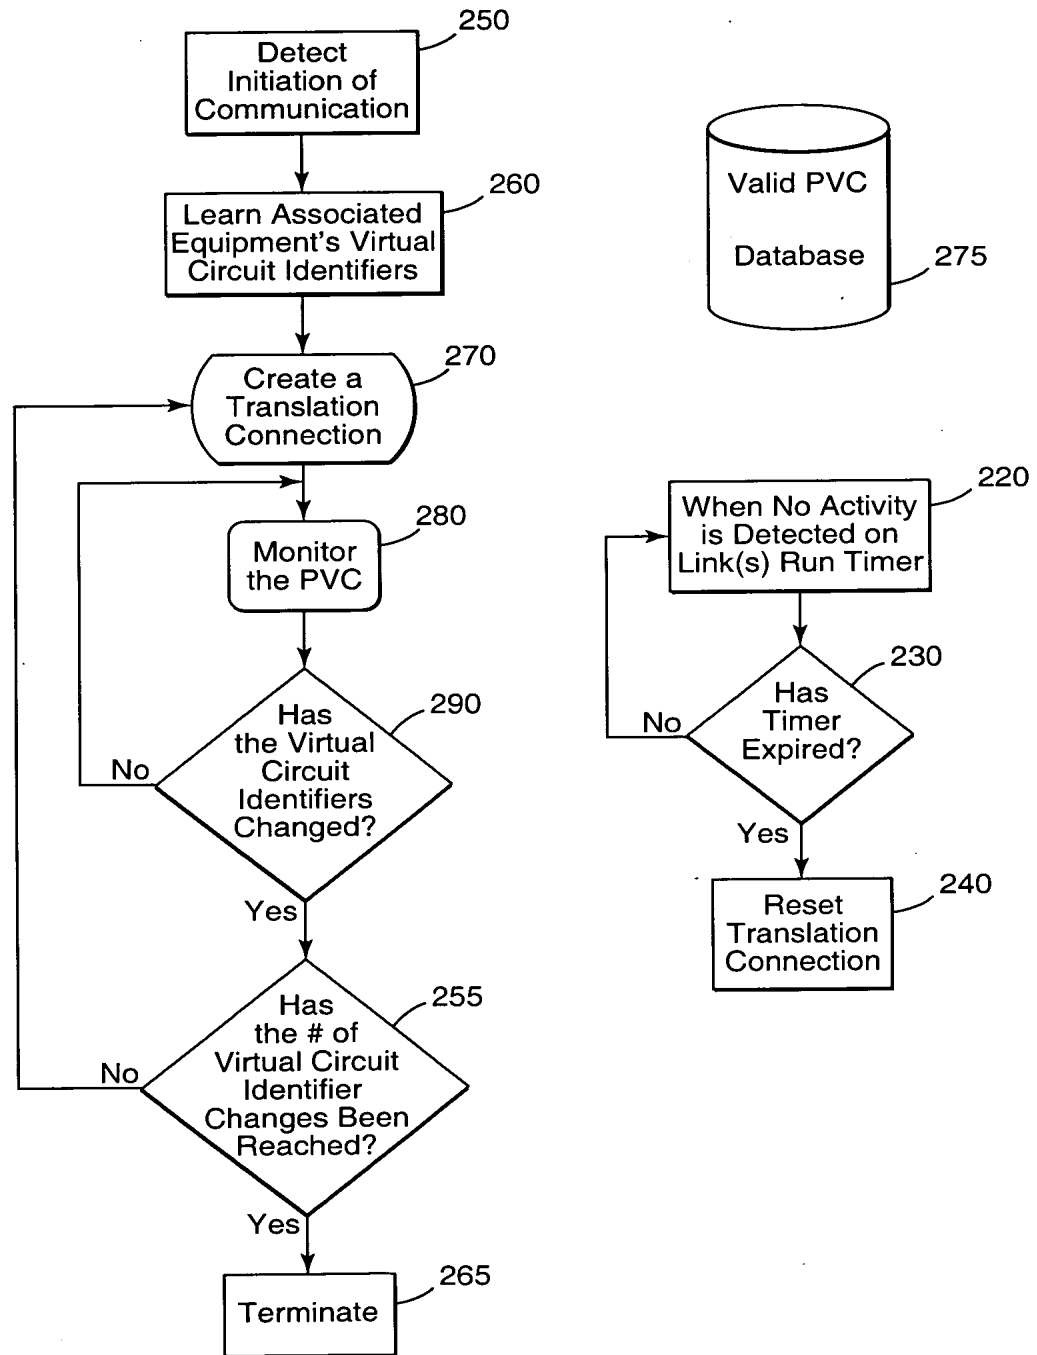 250
Detect
Initiation of
Communication
260
Learn Associated
Equipment's Virtual
Circuit Identifiers
270
Create a
Translation
Connection
280
Monitor
the PVC
290
Has
the Virtual
Circuit
Identifiers
Changed?
No
Yes
255
Has
the # of
Virtual Circuit
Identifier
Changes Been
Reached?
No
Yes
265
Terminate
Valid PVC
Database
275
220
When No Activity
is Detected on
Link(s) Run Timer
230
Has
Timer
Expired?
No
Yes
240
Reset
Translation
Connection